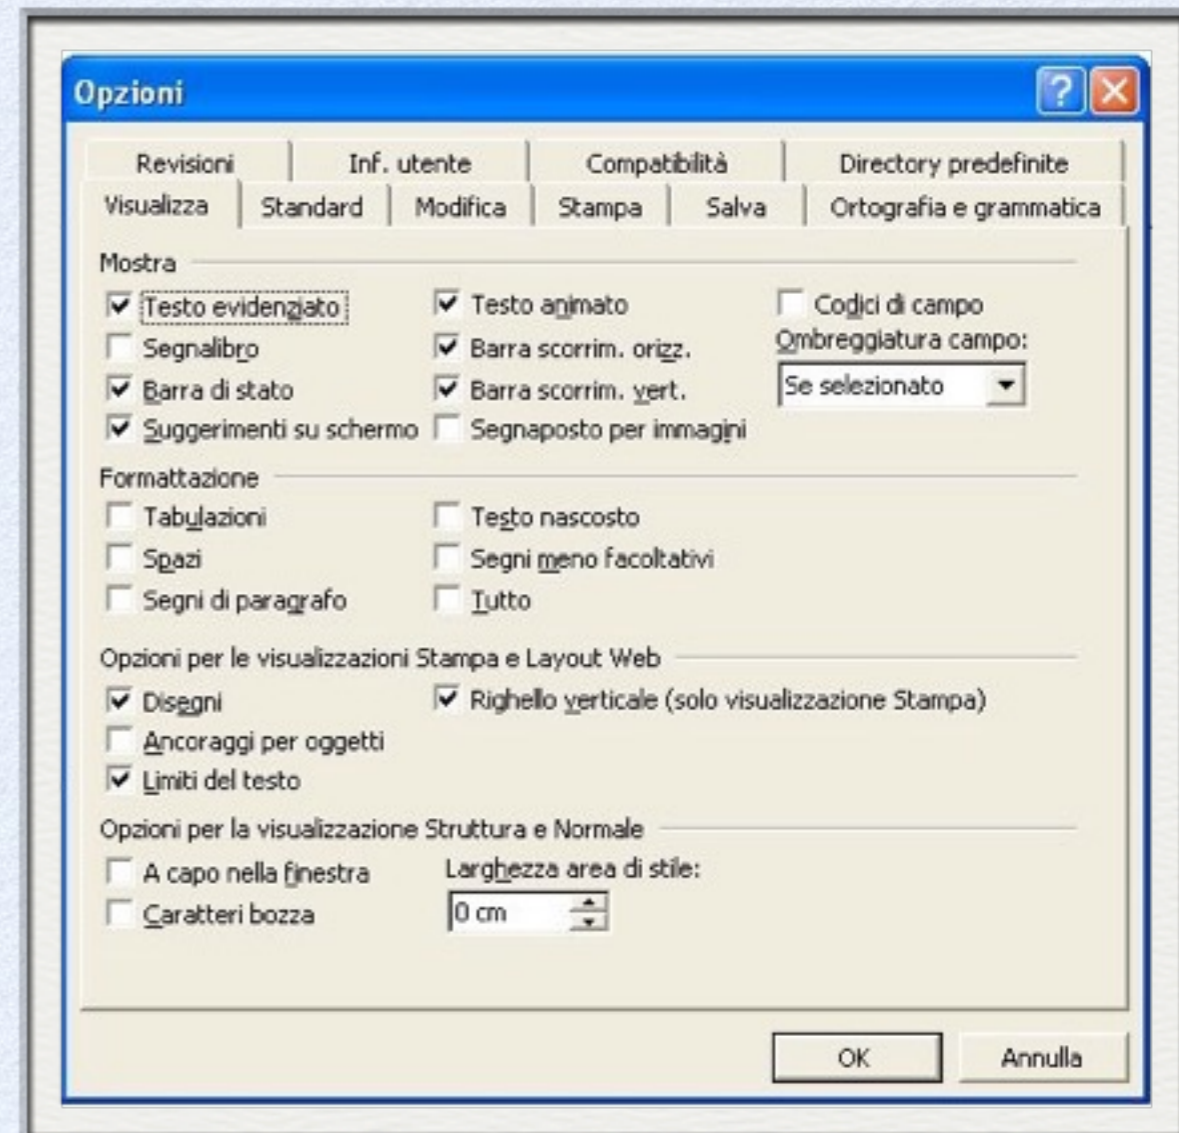 Opzioni
Revisioni Inf. utente Compatibilità Directory predefinite
Visualizza Standard Modifica Stampa Salva Ortografia e grammatica
Mostra
Testo evidenziato Testo animato Codici di campo
Segnalibro Barra scorrim. orizz. Ombreggiatura campo:
Barra di stato Barra scorrim. vert. Se selezionato
Suggerimenti su schermo Segnaposto per immagini
Formattazione
Tabulazioni Testo nascosto
Spazi Segni meno facoltativi
Segni di paragrafo Tutto
Opzioni per le visualizzazioni Stampa e Layout Web
Disegni Righello verticale (solo visualizzazione Stampa)
Ancoraggi per oggetti
Limiti del testo
Opzioni per la visualizzazione Struttura e Normale
A capo nella finestra Larghezza area di stile:
Caratteri bozza 0 cm
OK Annulla